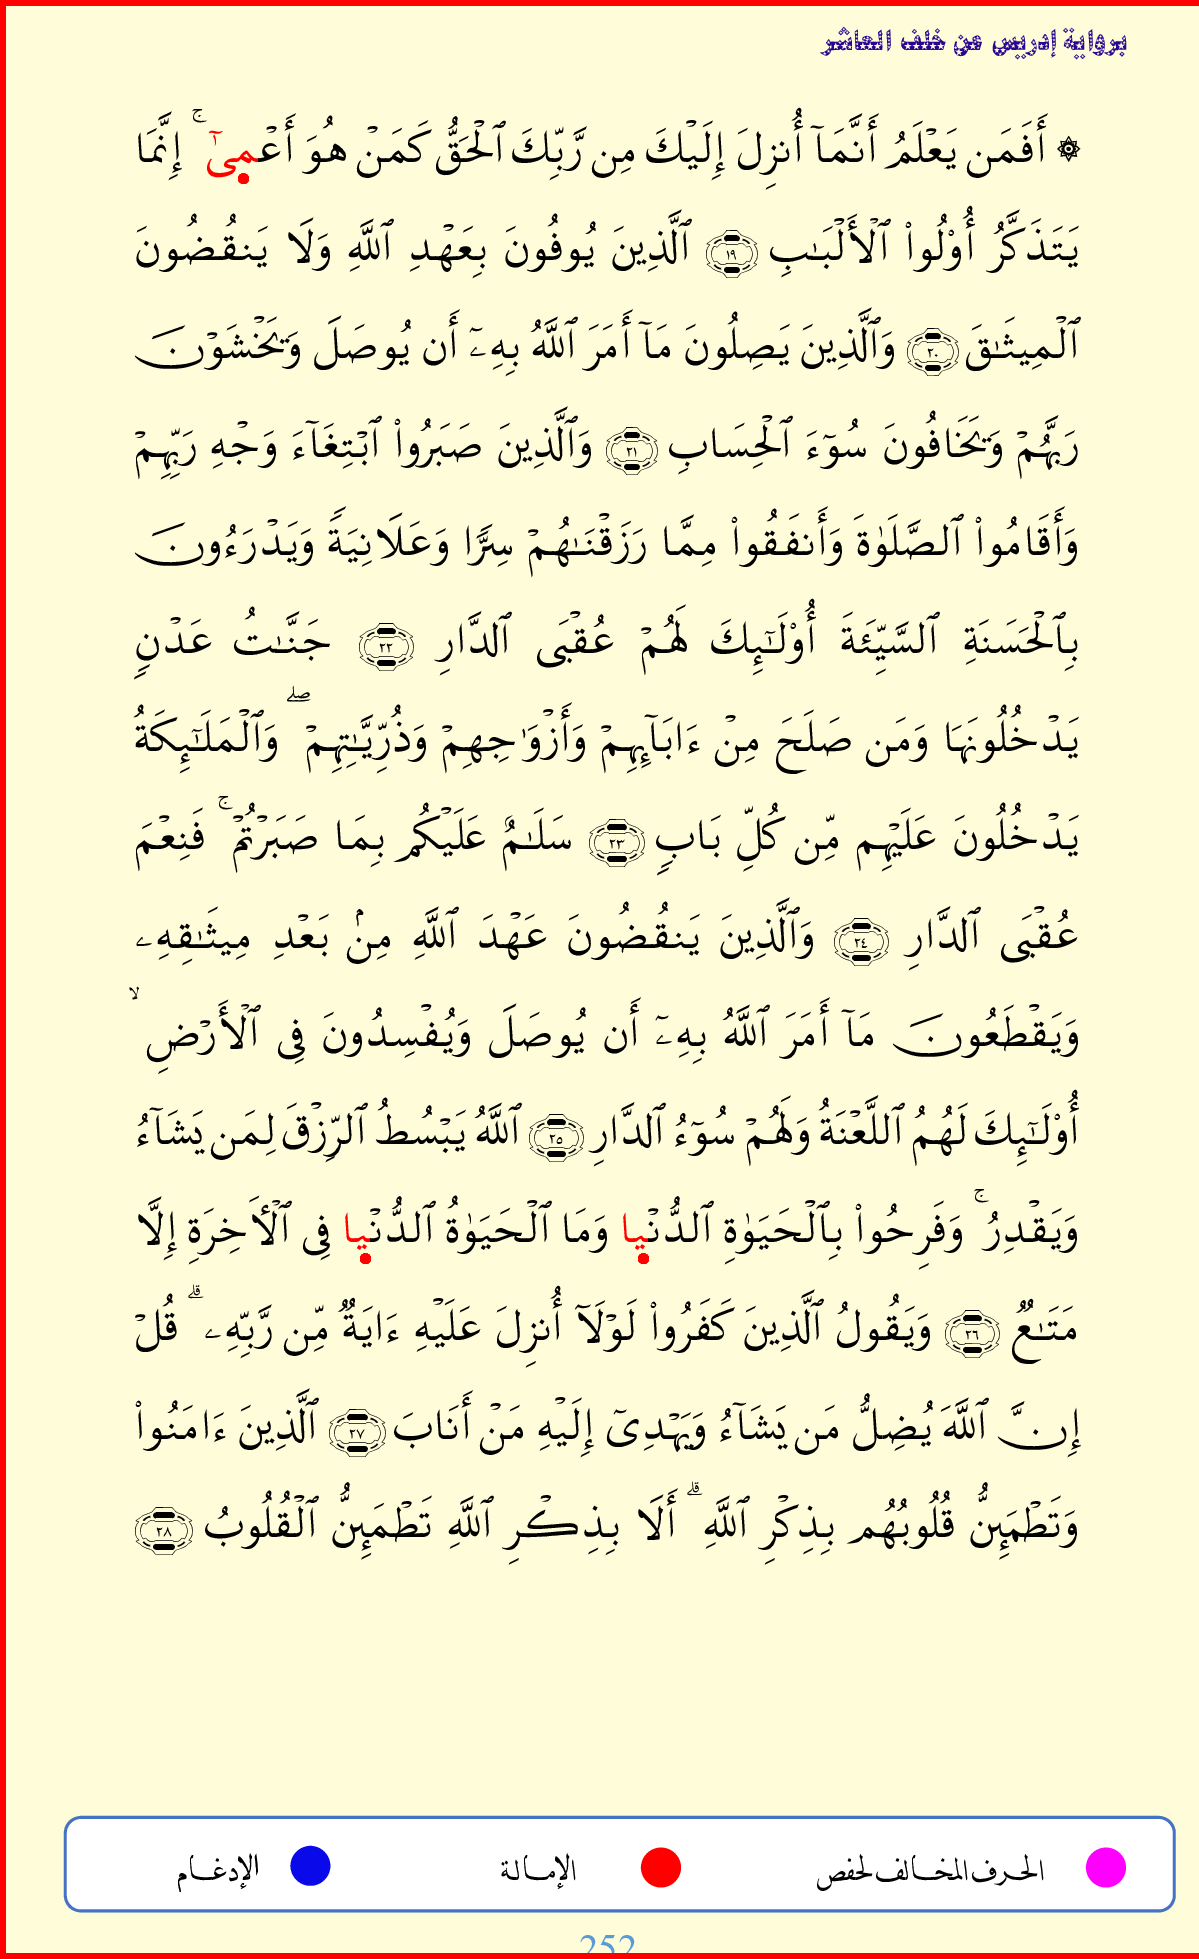 برواية إدريس عن خلف العاشر
۞ أَفَمَن يَعْلَمُ أَنَّمَآ أُنزِلَ إِلَيْكَ مِن رَّبِّكَ ٱلْحَقُّ كَمَنْ هُوَ أَعْمِىٰٓ ۚ إِنَّمَا
يَتَذَكَّرُ أُوْلُواْ ٱلْأَلْبَـٰبِ ١٩ ٱلَّذِينَ يُوفُونَ بِعَهْدِ ٱللَّهِ وَلَا يَنقُضُونَ
ٱلْمِيثَـٰقَ ٢٠ وَٱلَّذِينَ يَصِلُونَ مَآ أَمَرَ ٱللَّهُ بِهِۦٓ أَن يُوصَلَ وَيَخْشَوْنَ
رَبَّهُمْ وَيَخَافُونَ سُوٓءَ ٱلْحِسَابِ ٢١ وَٱلَّذِينَ صَبَرُواْ ٱبْتِغَآءَ وَجْهِ رَبِّهِمْ
وَأَقَامُواْ ٱلصَّلَوٰةَ وَأَنفَقُواْ مِمَّا رَزَقْنَـٰهُمْ سِرًّا وَعَلَانِيَةً وَيَدْرَءُونَ
بِٱلْحَسَنَةِ ٱلسَّيِّئَةَ أُوْلَـٰٓئِكَ لَهُمْ عُقْبَى ٱلدَّارِ ٢٢ جَنَّـٰتُ عَدْنٍ
يَدْخُلُونَهَا وَمَن صَلَحَ مِنْ ءَابَآئِهِمْ وَأَزْوَٰجِهِمْ وَذُرِّيَّـٰتِهِمْ ۖ وَٱلْمَلَـٰٓئِكَةُ
يَدْخُلُونَ عَلَيْهِم مِّن كُلِّ بَابٍ ٢٣ سَلَـٰمٌ عَلَيْكُم بِمَا صَبَرْتُمْ ۚ فَنِعْمَ
عُقْبَى ٱلدَّارِ ٢٤ وَٱلَّذِينَ يَنقُضُونَ عَهْدَ ٱللَّهِ مِنۢ بَعْدِ مِيثَـٰقِهِۦ
وَيَقْطَعُونَ مَآ أَمَرَ ٱللَّهُ بِهِۦٓ أَن يُوصَلَ وَيُفْسِدُونَ فِى ٱلْأَرْضِ ۙ
أُوْلَـٰٓئِكَ لَهُمُ ٱللَّعْنَةُ وَلَهُمْ سُوٓءُ ٱلدَّارِ ٢٥ ٱللَّهُ يَبْسُطُ ٱلرِّزْقَ لِمَن يَشَآءُ
وَيَقْدِرُ ۚ وَفَرِحُواْ بِٱلْحَيَوٰةِ ٱلدُّنْيا وَمَا ٱلْحَيَوٰةُ ٱلدُّنْيا فِى ٱلْأَخِرَةِ إِلَّا
مَتَـٰعٌ ٢٦ وَيَقُولُ ٱلَّذِينَ كَفَرُواْ لَوْلَآ أُنزِلَ عَلَيْهِ ءَايَةٌ مِّن رَّبِّهِۦ ۗ قُلْ
إِنَّ ٱللَّهَ يُضِلُّ مَن يَشَآءُ وَيَهْدِىٓ إِلَيْهِ مَنْ أَنَابَ ٢٧ ٱلَّذِينَ ءَامَنُواْ
وَتَطْمَئِنُّ قُلُوبُهُم بِذِكْرِ ٱللَّهِ ۗ أَلَا بِذِكْرِ ٱللَّهِ تَطْمَئِنُّ ٱلْقُلُوبُ ٢٨
الحرف المخالف لحفص الإمالة الإدغام
252